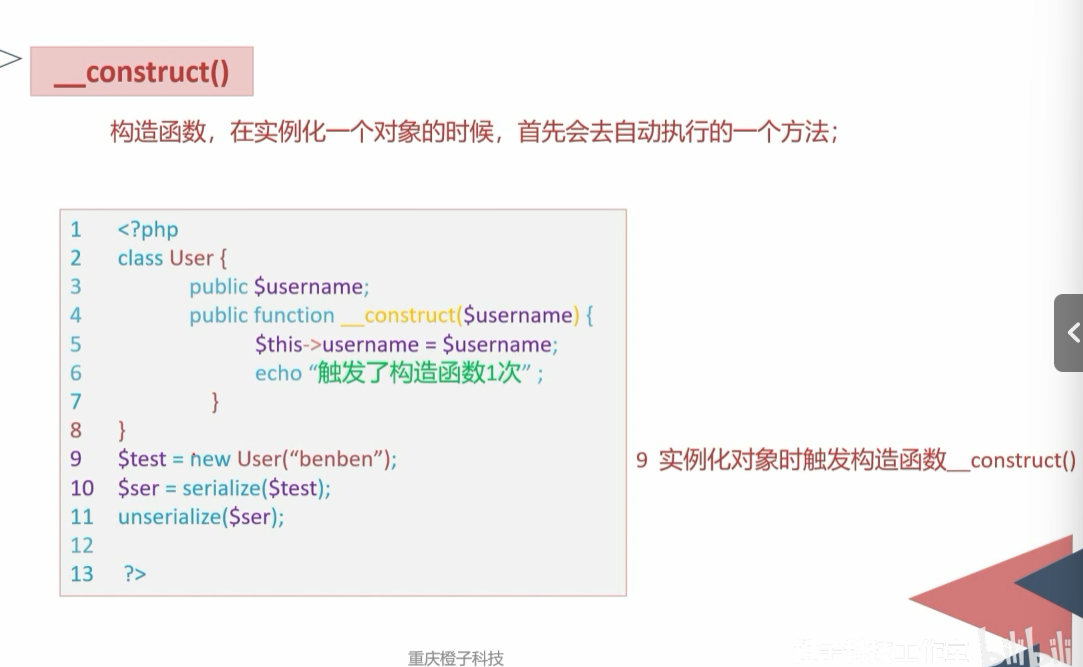 __construct()
构造函数，在实例化一个对象的时候，首先会去自动执行的一个方法；
1 <?php
2 class User {
3 public $username;
4 public function __construct($username) {
5 $this->username = $username;
6 echo “触发了构造函数1次” ;
7 }
8 }
9 $test = new User(“benben”);
9 实例化对象时触发构造函数__construct()
10 $ser = serialize($test);
11 unserialize($ser);
12
13 ?>
重庆橙子科技
bilibili